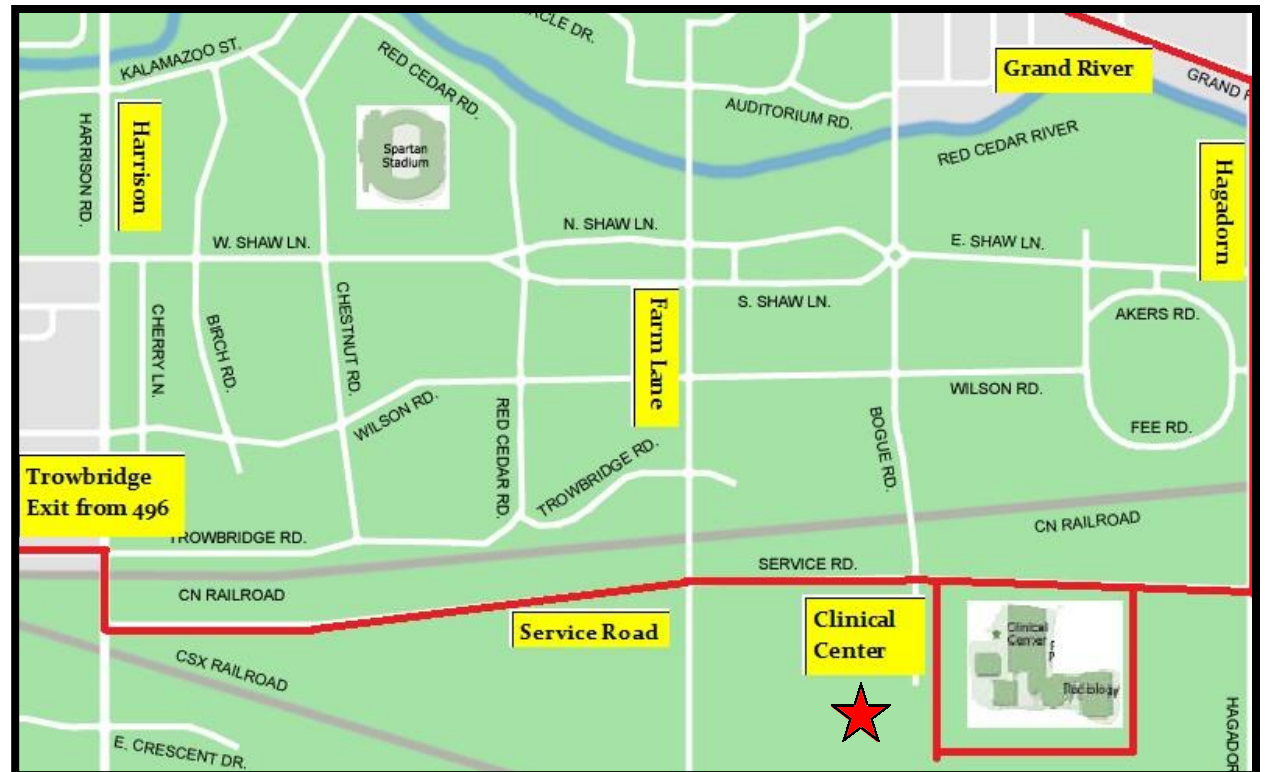 CLE DR.
KALAMAZOO ST.
RED CEDAR RD.
Grand River
GRAND
AUDITORIUM RD.
HARRISON RD.
Harrison
Spartan
Stadium
RED CEDAR RIVER
Hagadorn
W. SHAW LN.
N. SHAW LN.
E. SHAW LN.
CHERRY LN.
BIRCH RD.
CHESTNUT RD.
Farm Lane
S. SHAW LN.
AKERS RD.
WILSON RD.
RED CEDAR RD.
WILSON RD.
BOGUE RD.
FEE RD.
TROWBRIDGE RD.
Trowbridge
Exit from 496
TROWBRIDGE RD.
CN RAILROAD
SERVICE RD.
CN RAILROAD
Service Road
Clinical
Center
Clinical
Center
Radiology
CSX RAILROAD
E. CRESCENT DR.
HAGADOR